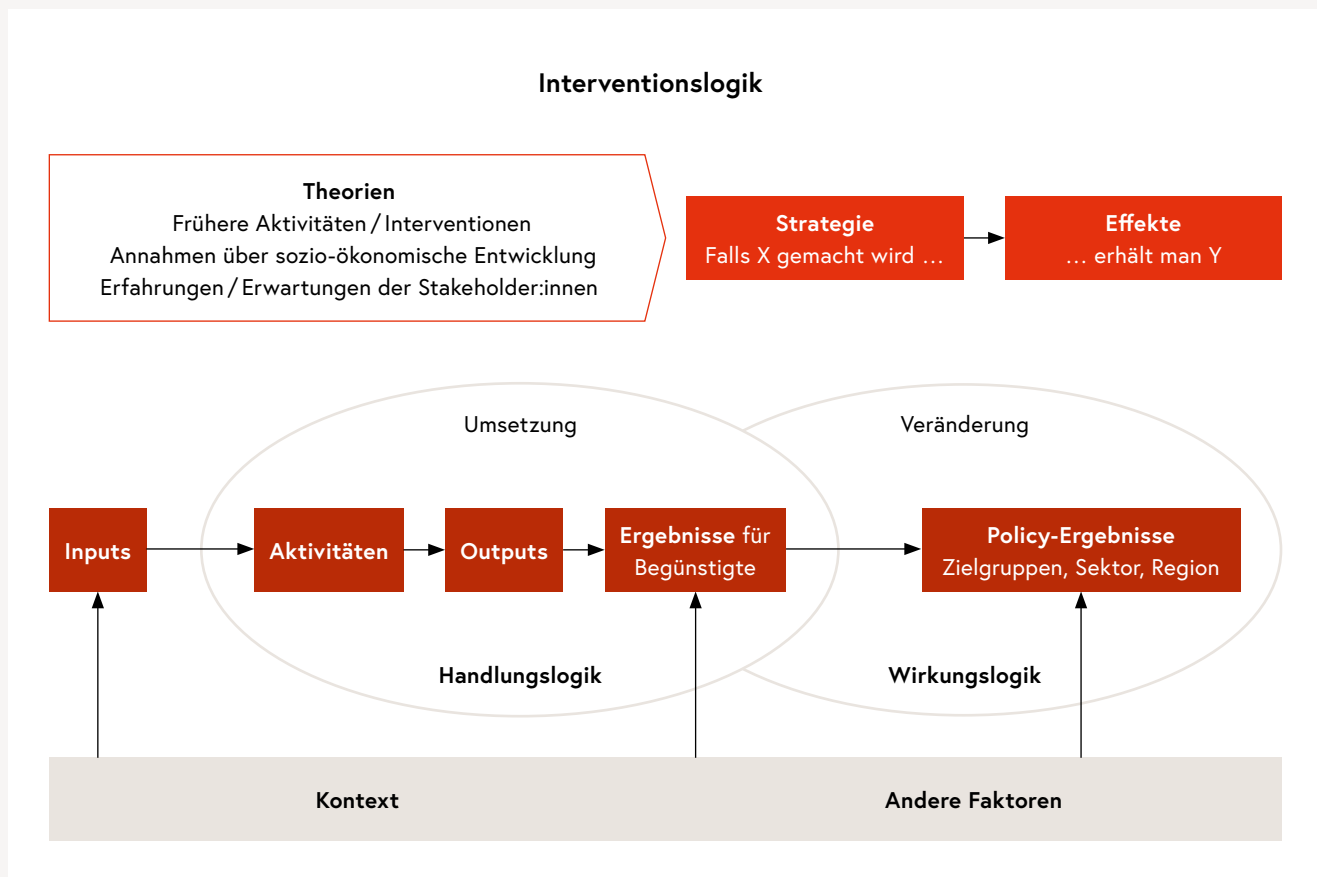 Interventionslogik
Theorien
Frühere Aktivitäten / Interventionen
Annahmen über sozio-ökonomische Entwicklung
Erfahrungen / Erwartungen der Stakeholder:innen
Strategie
Falls X gemacht wird …
Effekte
… erhält man Y
Umsetzung
Veränderung
Inputs
Aktivitäten
Outputs
Ergebnisse für
Begünstigte
Policy-Ergebnisse
Zielgruppen, Sektor, Region
Handlungslogik
Wirkungslogik
Kontext
Andere Faktoren